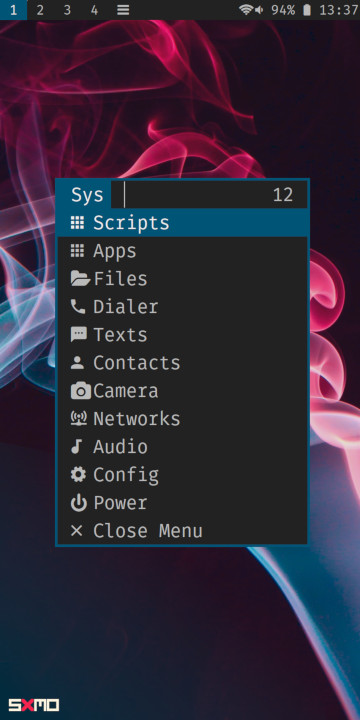 1 2 3 4 94% 13:37
Sys 12
Scripts
Apps
Files
Dialer
Texts
Contacts
Camera
Networks
Audio
Config
Power
Close Menu
SXMO